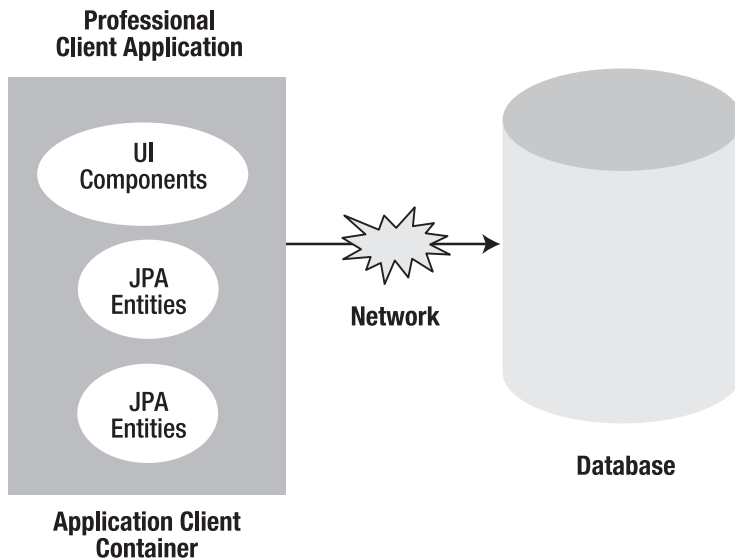 Professional
Client Application
UI
Components
JPA
Entities
JPA
Entities
Network
Database
Application Client
Container